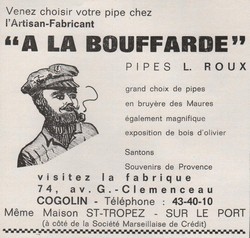 Venez choisir votre pipe chez
l'Artisan-Fabricant
"A LA BOUFFARDE"
PIPES L. ROUX
grand choix de pipes
en bruyère des Maures
également magnifique
exposition de bois d'olivier
Santons
Souvenirs de Provence
visitez la fabrique
74, av. G.-Clemenceau
COGOLIN - Téléphone : 43-40-10
Même Maison ST-TROPEZ - SUR LE PORT
(à côté de la Société Marseillaise de Crédit)